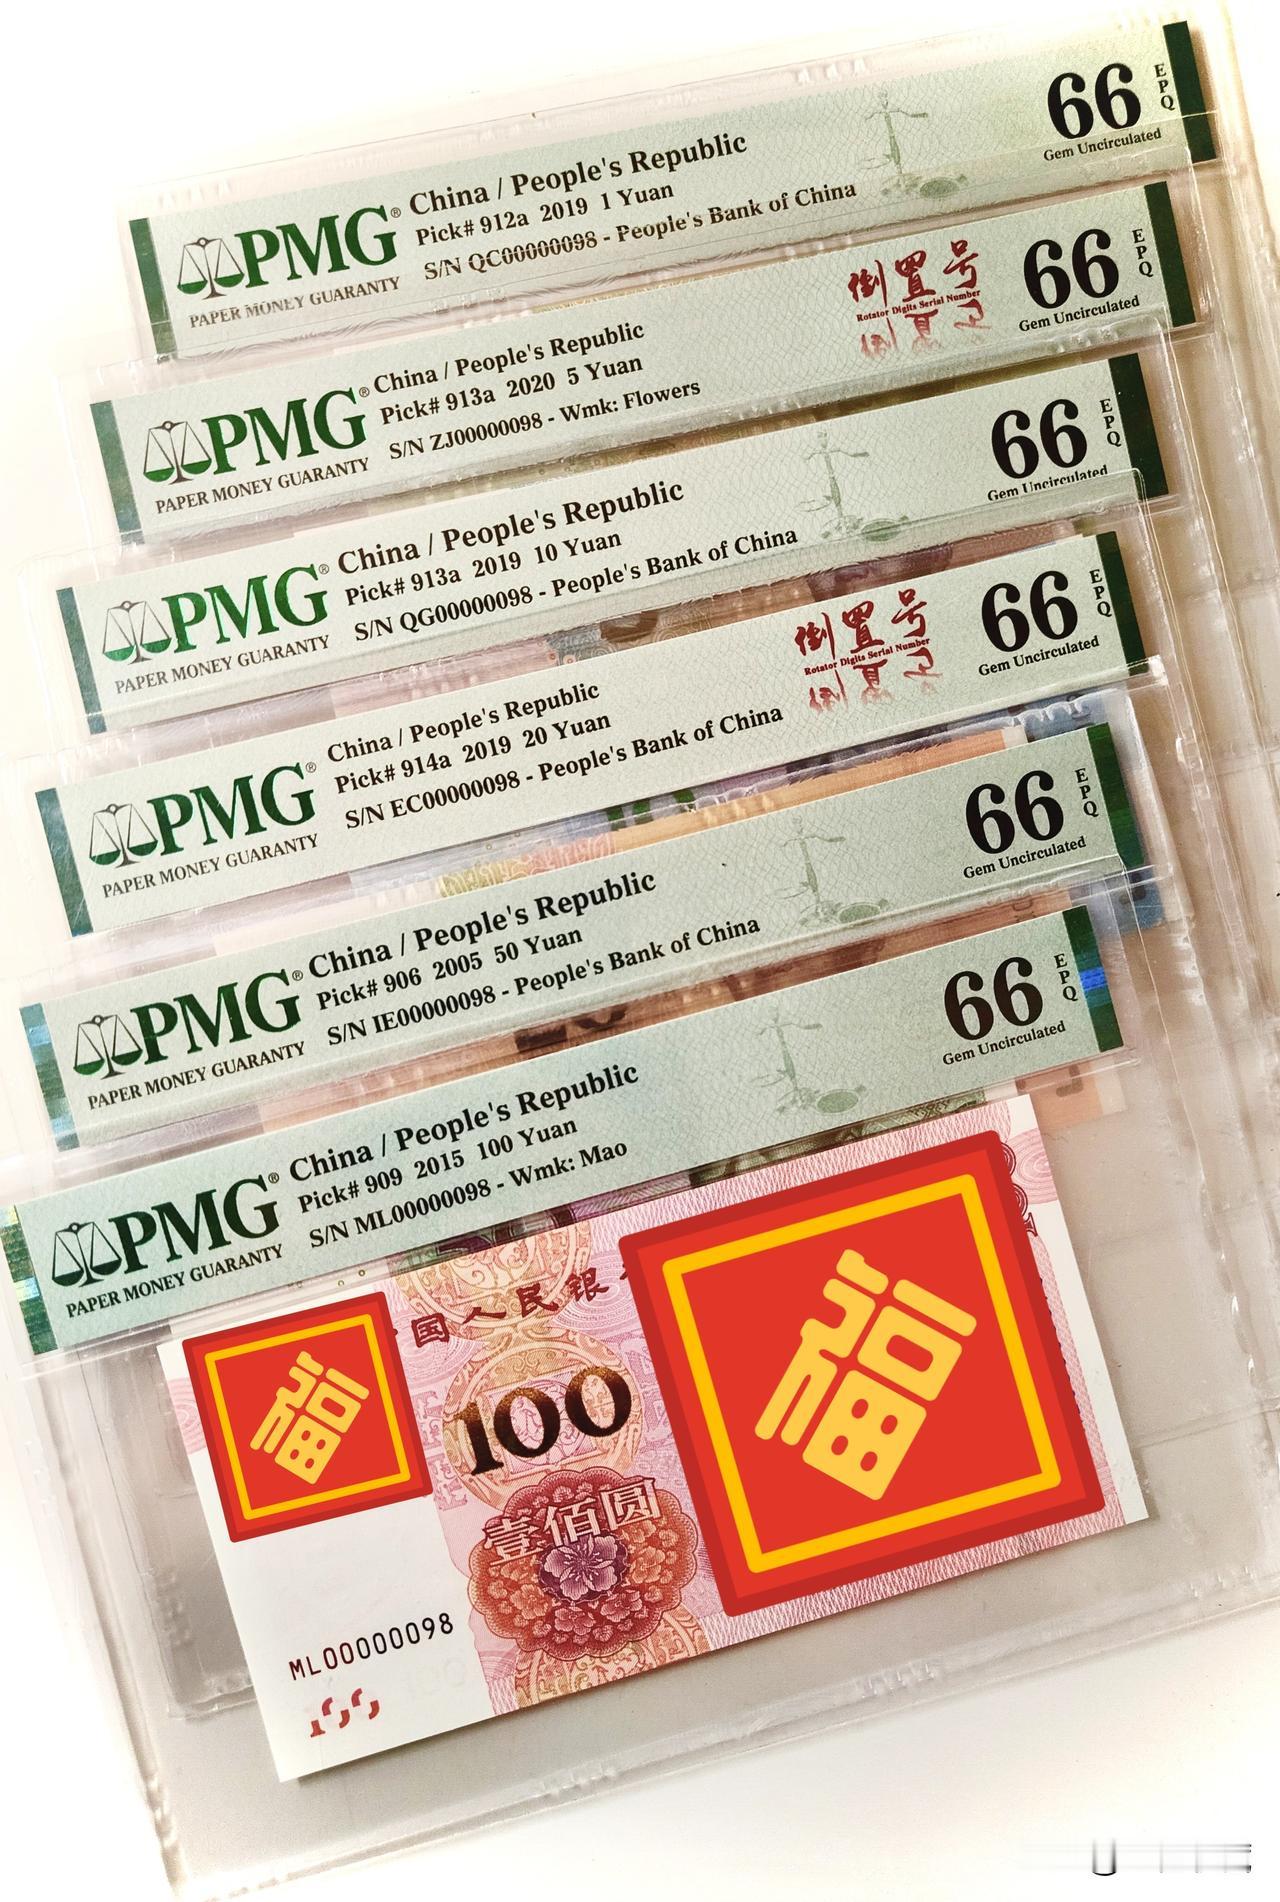 China / People's Republic
Pick# 912a 2019 1 Yuan
S/N QC00000098 - People's Bank of China
PMG®
PAPER MONEY GUARANTY
66
EPQ
Gem Uncirculated
China / People's Republic
Pick# 913a 2020 5 Yuan
S/N ZJ00000098 - Wmk: Flowers
PMG®
PAPER MONEY GUARANTY
倒置号
Rotator Digits Serial Number
66
EPQ
Gem Uncirculated
China / People's Republic
Pick# 913a 2019 10 Yuan
S/N QG00000098 - People's Bank of China
PMG®
PAPER MONEY GUARANTY
66
EPQ
Gem Uncirculated
China / People's Republic
Pick# 914a 2019 20 Yuan
S/N EC00000098 - People's Bank of China
PMG®
PAPER MONEY GUARANTY
倒置号
Rotator Digits Serial Number
66
EPQ
Gem Uncirculated
China / People's Republic
Pick# 906 2005 50 Yuan
S/N IE00000098 - People's Bank of China
PMG®
PAPER MONEY GUARANTY
66
EPQ
Gem Uncirculated
China / People's Republic
Pick# 909 2015 100 Yuan
S/N ML00000098 - Wmk: Mao
PMG®
PAPER MONEY GUARANTY
66
EPQ
Gem Uncirculated
国人民银
福
福
100
壹佰圆
ML00000098